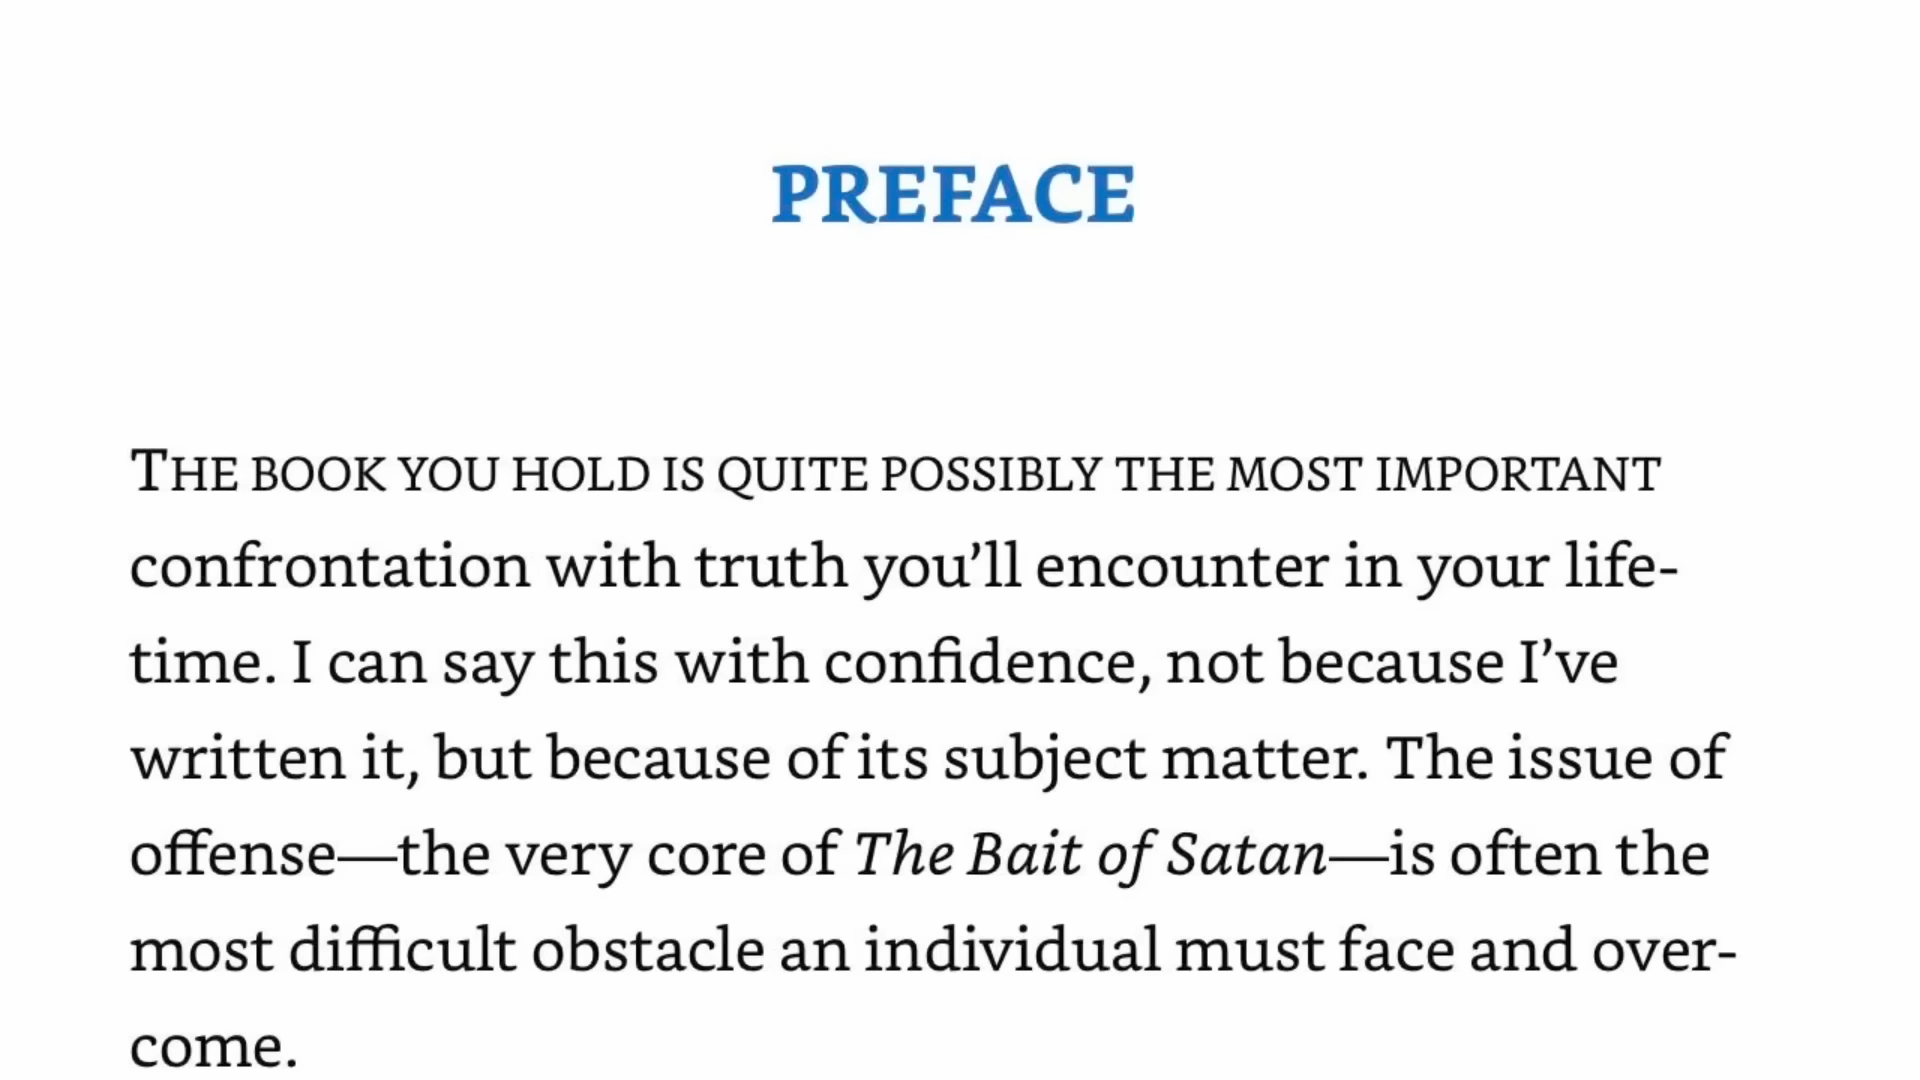 PREFACE
THE BOOK YOU HOLD IS QUITE POSSIBLY THE MOST IMPORTANT
confrontation with truth you’ll encounter in your life-
time. I can say this with confidence, not because I’ve
written it, but because of its subject matter. The issue of
offense—the very core of The Bait of Satan—is often the
most difficult obstacle an individual must face and over-
come.